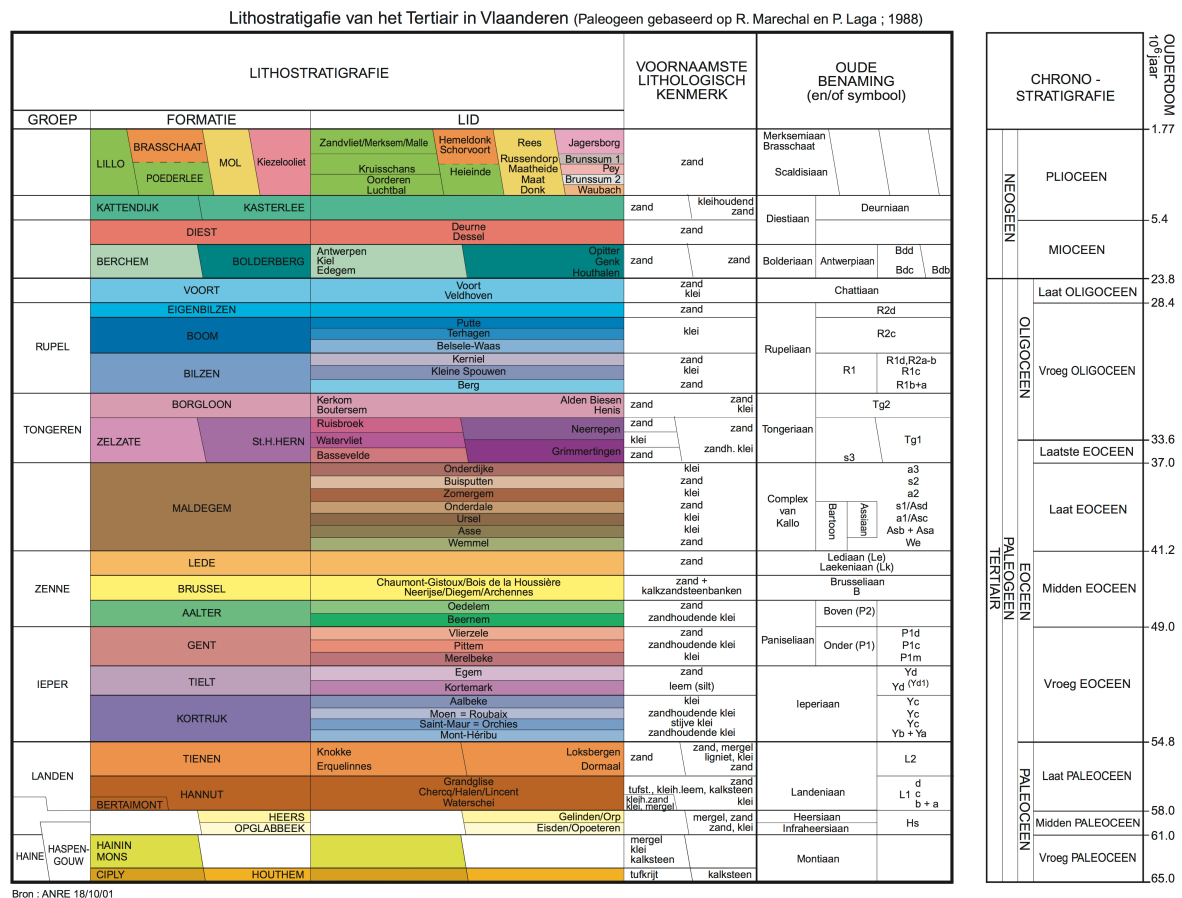 Lithostratigafie van het Tertiair in Vlaanderen (Paleogeen gebaseerd op R. Marechal en P. Laga ; 1988)
LITHOSTRATIGRAFIE
VOORNAAMSTE
LITHOLOGISCH
KENMERK
OUDE
BENAMING
(en/of symbool)
GROEP
FORMATIE
LID
LILLO
BRASSCHAAT
POEDERLEE
MOL
Kiezelooliet
Zandvliet/Merksem/Malle
Kruisschans
Oorderen
Luchtbal
Hemeldonk
Schorvoort
Heieinde
Rees
Russendorp
Maatheide
Maat
Donk
Jagersborg
Brunssum 1
Pey
Brunssum 2
Waubach
zand
Merksemiaan
Brasschaat
Scaldisiaan
KATTENDIJK
KASTERLEE
zand
kleihoudend
zand
Diestiaan
Deurniaan
DIEST
Deurne
Dessel
zand
BERCHEM
BOLDERBERG
Antwerpen
Kiel
Edegem
Opitter
Genk
Houthalen
zand
zand
Bolderiaan
Antwerpiaan
Bdd
Bdc
Bdb
VOORT
Voort
Veldhoven
zand
klei
Chattiaan
RUPEL
EIGENBILZEN
zand
R2d
BOOM
Putte
Terhagen
Belsele-Waas
klei
Rupeliaan
R2c
BILZEN
Kerniel
Kleine Spouwen
Berg
zand
klei
zand
R1
R1d,R2a-b
R1c
R1b+a
TONGEREN
BORGLOON
Kerkom
Boutersem
Alden Biesen
Henis
zand
zand
klei
Tongeriaan
Tg2
ZELZATE
St.H.HERN
Ruisbroek
Watervliet
Bassevelde
Neerrepen
Grimmertingen
zand
klei
zand
zand
zandh. klei
s3
Tg1
MALDEGEM
Onderdijke
Buisputten
Zomergem
Onderdale
Ursel
Asse
Wemmel
klei
zand
klei
zand
klei
klei
zand
Complex
van
Kallo
Bartoon
Assiaan
a3
s2
a2
s1/Asd
a1/Asc
Asb + Asa
We
ZENNE
LEDE
zand
Lediaan (Le)
Laekeniaan (Lk)
BRUSSEL
Chaumont-Gistoux/Bois de la Houssière
Neerijse/Diegem/Archennes
zand +
kalkzandsteenbanken
Brusseliaan
B
AALTER
Oedelem
Beernem
zand
zandhoudende klei
Paniseliaan
Boven (P2)
IEPER
GENT
Vlierzele
Pittem
Merelbeke
zand
zandhoudende klei
klei
Onder (P1)
P1d
P1c
P1m
TIELT
Egem
Kortemark
zand
leem (silt)
Ieperiaan
Yd
Yd (Yd1)
KORTRIJK
Aalbeke
Moen = Roubaix
Saint-Maur = Orchies
Mont-Héribu
klei
zandhoudende klei
stijve klei
zandhoudende klei
Yc
Yc
Yc
Yb + Ya
LANDEN
TIENEN
Knokke
Erquelinnes
Loksbergen
Dormaal
zand
zand, mergel
ligniet, klei
zand
Landeniaan
L2
HANNUT
BERTAIMONT
Grandglise
Chercq/Halen/Lincent
Waterschei
zand
tufst., kleih.leem, kalksteen
kleih.zand
klei, mergel
klei
L1
d
c
b + a
HAINE
HASPEN-
GOUW
HEERS
OPGLABBEEK
Gelinden/Orp
Eisden/Opoeteren
mergel, zand
zand, klei
Heersiaan
Infraheersiaan
Hs
HAININ
MONS
mergel
klei
kalksteen
Montiaan
CIPLY
HOUTHEM
tufkrijt
kalksteen
Bron : ANRE 18/10/01
CHRONO -
STRATIGRAFIE
OUDERDOM
10⁶ jaar
TERTIAIR
NEOGEEN
PALEOGEEN
OLIGOCEEN
EOCEEN
PALEOCEEN
1.77
PLIOCEEN
5.4
MIOCEEN
23.8
Laat OLIGOCEEN
28.4
Vroeg OLIGOCEEN
33.6
Laatste EOCEEN
37.0
Laat EOCEEN
41.2
Midden EOCEEN
49.0
Vroeg EOCEEN
54.8
Laat PALEOCEEN
58.0
Midden PALEOCEEN
61.0
Vroeg PALEOCEEN
65.0